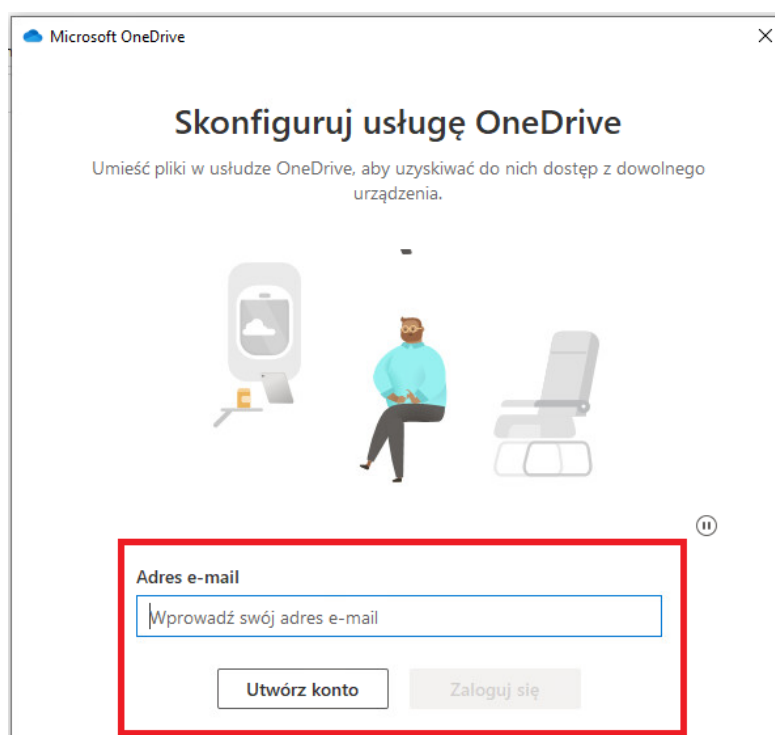 Microsoft OneDrive
Skonfiguruj usługę OneDrive
Umieść pliki w usłudze OneDrive, aby uzyskiwać do nich dostęp z dowolnego
urządzenia.
Adres e-mail
Wprowadź swój adres e-mail
Utwórz konto
Zaloguj się